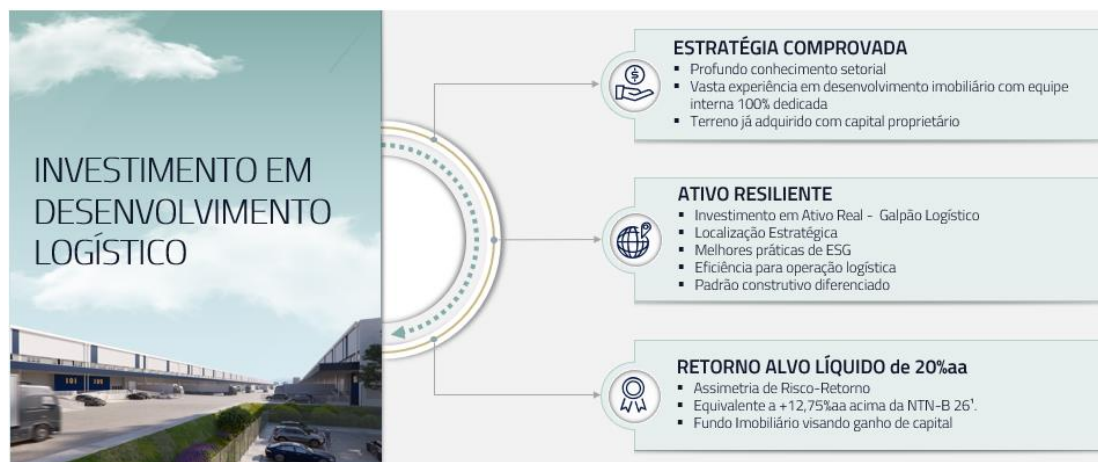 INVESTIMENTO EM
DESENVOLVIMENTO
LOGÍSTICO
ESTRATÉGIA COMPROVADA
▪ Profundo conhecimento setorial
▪ Vasta experiência em desenvolvimento imobiliário com equipe
interna 100% dedicada
▪ Terreno já adquirido com capital proprietário
ATIVO RESILIENTE
▪ Investimento em Ativo Real - Galpão Logístico
▪ Localização Estratégica
▪ Melhores práticas de ESG
▪ Eficiência para operação logística
▪ Padrão construtivo diferenciado
RETORNO ALVO LÍQUIDO de 20%aa
▪ Assimetria de Risco-Retorno
▪ Equivalente a +12,75%aa acima da NTN-B 26¹.
▪ Fundo Imobiliário visando ganho de capital